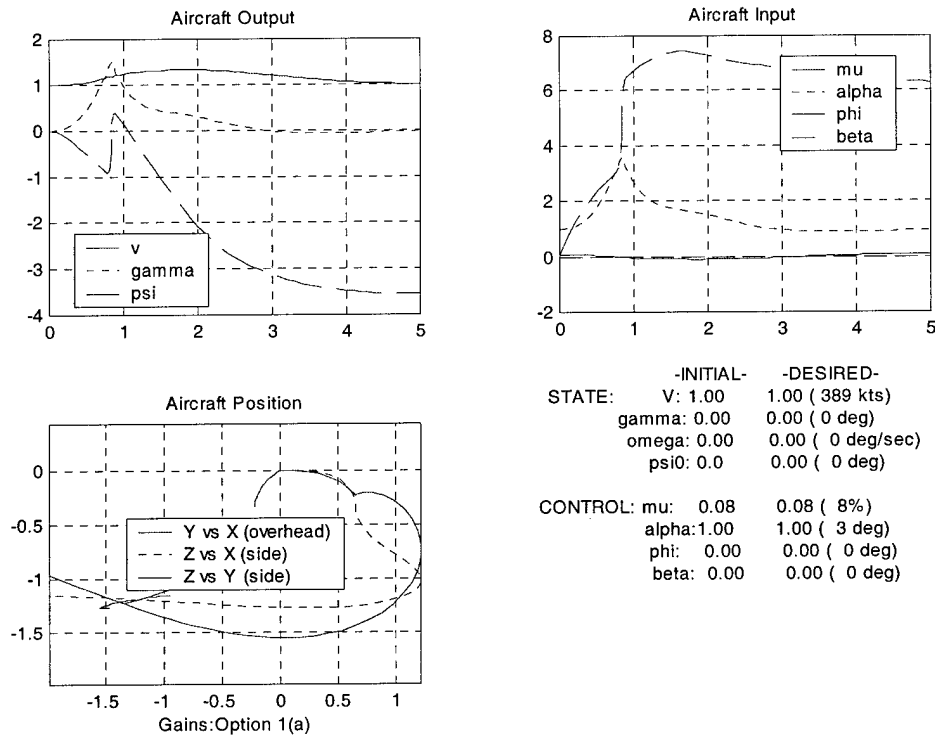 Aircraft Output
2
1
0
-1
-2
-3
-4
0 1 2 3 4 5
v
gamma
psi
Aircraft Input
8
6
4
2
0
-2
0 1 2 3 4 5
mu
alpha
phi
beta
Aircraft Position
0
-0.5
-1
-1.5
-1.5 -1 -0.5 0 0.5 1
Y vs X (overhead)
Z vs X (side)
Z vs Y (side)
Gains:Option 1(a)
-INITIAL- -DESIRED-
STATE: V: 1.00 1.00 ( 389 kts)
gamma: 0.00 0.00 ( 0 deg)
omega: 0.00 0.00 ( 0 deg/sec)
psi0: 0.0 0.00 ( 0 deg)
CONTROL: mu: 0.08 0.08 ( 8%)
alpha:1.00 1.00 ( 3 deg)
phi: 0.00 0.00 ( 0 deg)
beta: 0.00 0.00 ( 0 deg)